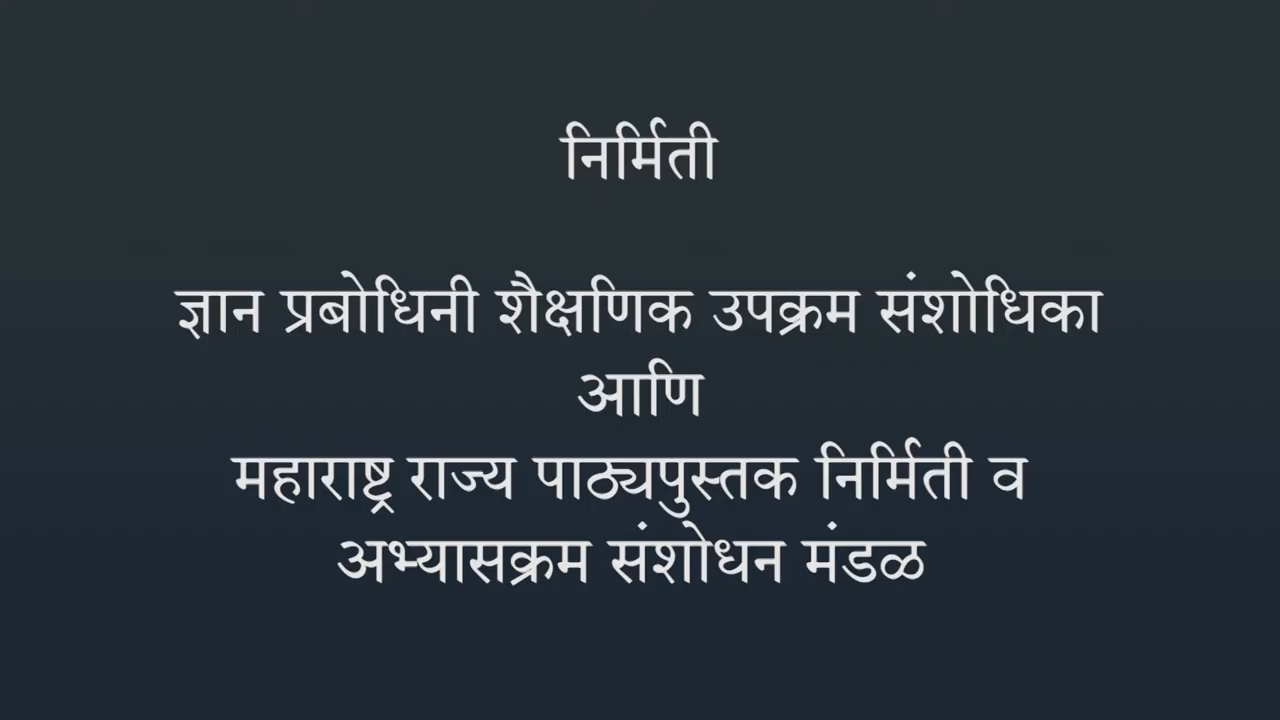 निर्मिती
ज्ञान प्रबोधिनी शैक्षणिक उपक्रम संशोधिका
आणि
महाराष्ट्र राज्य पाठ्यपुस्तक निर्मिती व
अभ्यासक्रम संशोधन मंडळ